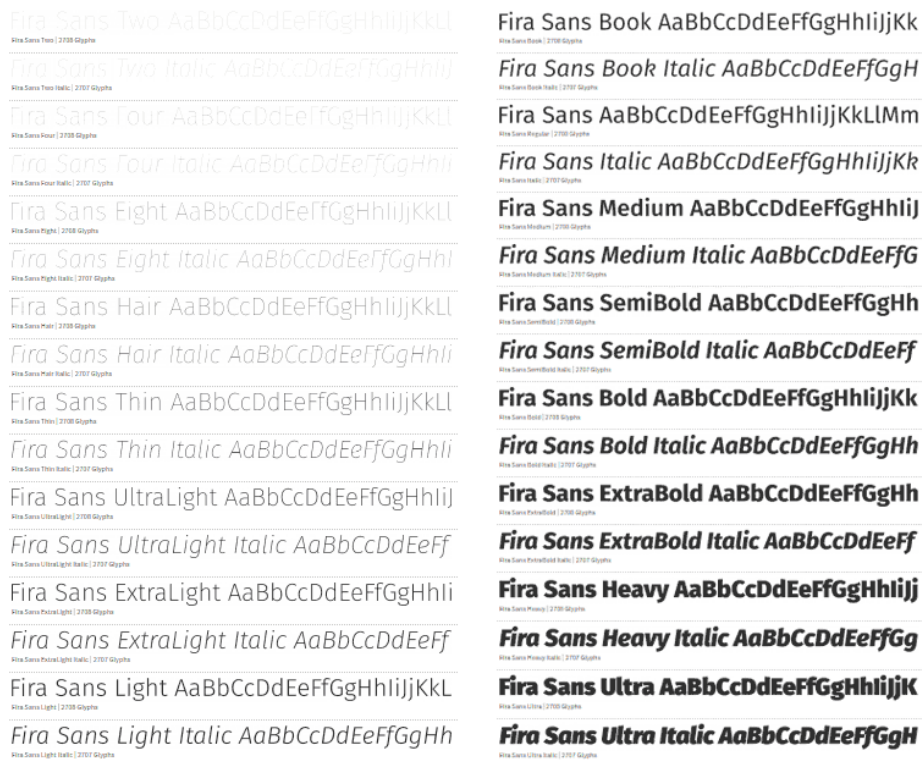 Fira Sans Two AaBbCcDdEeFfGgHhIiJjKkLl
Fira Sans Two | 2708 Glyphs
Fira Sans Two Italic AaBbCcDdEeFfGgHhIiJ
Fira Sans Two Italic | 2707 Glyphs
Fira Sans Four AaBbCcDdEeFfGgHhIiJjKkLl
Fira Sans Four | 2708 Glyphs
Fira Sans Four Italic AaBbCcDdEeFfGgHhIi
Fira Sans Four Italic | 2707 Glyphs
Fira Sans Eight AaBbCcDdEeFfGgHhIiJjKkLl
Fira Sans Eight | 2708 Glyphs
Fira Sans Eight Italic AaBbCcDdEeFfGgHhI
Fira Sans Eight Italic | 2707 Glyphs
Fira Sans Hair AaBbCcDdEeFfGgHhIiJjKkLl
Fira Sans Hair | 2708 Glyphs
Fira Sans Hair Italic AaBbCcDdEeFfGgHhIi
Fira Sans Hair Italic | 2707 Glyphs
Fira Sans Thin AaBbCcDdEeFfGgHhIiJjKkLl
Fira Sans Thin | 2708 Glyphs
Fira Sans Thin Italic AaBbCcDdEeFfGgHhIi
Fira Sans Thin Italic | 2707 Glyphs
Fira Sans UltraLight AaBbCcDdEeFfGgHhIiJ
Fira Sans UltraLight | 2708 Glyphs
Fira Sans UltraLight Italic AaBbCcDdEeFf
Fira Sans UltraLight Italic | 2707 Glyphs
Fira Sans ExtraLight AaBbCcDdEeFfGgHhIi
Fira Sans ExtraLight | 2708 Glyphs
Fira Sans ExtraLight Italic AaBbCcDdEeFf
Fira Sans ExtraLight Italic | 2707 Glyphs
Fira Sans Light AaBbCcDdEeFfGgHhIiJjKkL
Fira Sans Light | 2708 Glyphs
Fira Sans Light Italic AaBbCcDdEeFfGgHh
Fira Sans Light Italic | 2707 Glyphs
Fira Sans Book AaBbCcDdEeFfGgHhIiJjKk
Fira Sans Book | 2708 Glyphs
Fira Sans Book Italic AaBbCcDdEeFfGgH
Fira Sans Book Italic | 2707 Glyphs
Fira Sans AaBbCcDdEeFfGgHhIiJjKkLlMm
Fira Sans Regular | 2708 Glyphs
Fira Sans Italic AaBbCcDdEeFfGgHhIiJjKk
Fira Sans Italic | 2707 Glyphs
Fira Sans Medium AaBbCcDdEeFfGgHhIiJ
Fira Sans Medium | 2708 Glyphs
Fira Sans Medium Italic AaBbCcDdEeFfG
Fira Sans Medium Italic | 2707 Glyphs
Fira Sans SemiBold AaBbCcDdEeFfGgHh
Fira Sans SemiBold | 2708 Glyphs
Fira Sans SemiBold Italic AaBbCcDdEeFf
Fira Sans SemiBold Italic | 2707 Glyphs
Fira Sans Bold AaBbCcDdEeFfGgHhIiJjKk
Fira Sans Bold | 2708 Glyphs
Fira Sans Bold Italic AaBbCcDdEeFfGgHh
Fira Sans Bold Italic | 2707 Glyphs
Fira Sans ExtraBold AaBbCcDdEeFfGgHh
Fira Sans ExtraBold | 2708 Glyphs
Fira Sans ExtraBold Italic AaBbCcDdEeFf
Fira Sans ExtraBold Italic | 2707 Glyphs
Fira Sans Heavy AaBbCcDdEeFfGgHhIiJj
Fira Sans Heavy | 2708 Glyphs
Fira Sans Heavy Italic AaBbCcDdEeFfGg
Fira Sans Heavy Italic | 2707 Glyphs
Fira Sans Ultra AaBbCcDdEeFfGgHhIiJjK
Fira Sans Ultra | 2708 Glyphs
Fira Sans Ultra Italic AaBbCcDdEeFfGgH
Fira Sans Ultra Italic | 2707 Glyphs